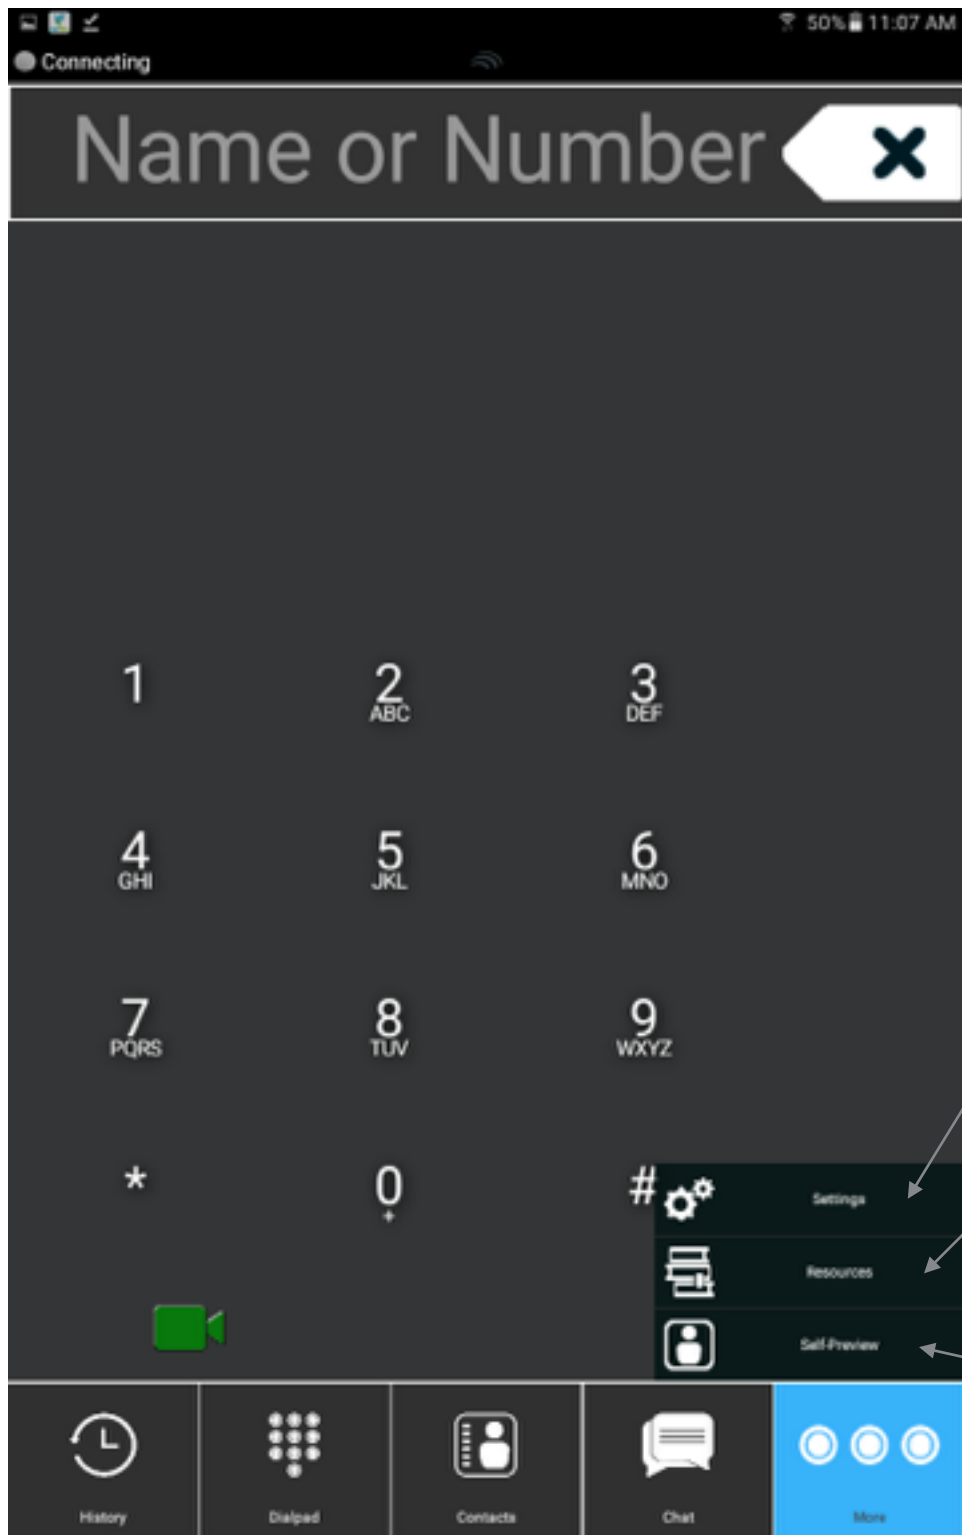 50% 11:07 AM
Connecting
Name or Number
1 2 3
ABC DEF
4 5 6
GHI JKL MNO
7 8 9
PQRS TUV WXYZ
* 0 #
+
Settings
Resources
Self-Preview
History Dialpad Contacts Chat More